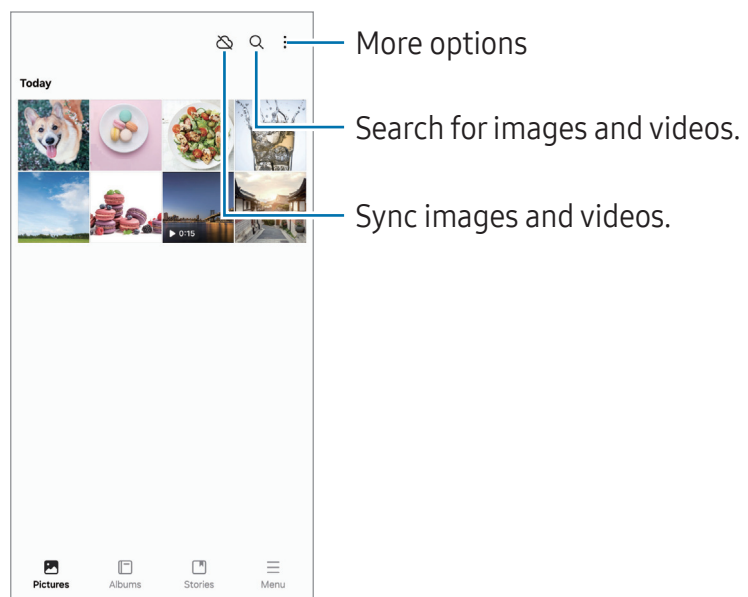 More options
Today
Search for images and videos.
Sync images and videos.
0:15
Pictures Albums Stories Menu